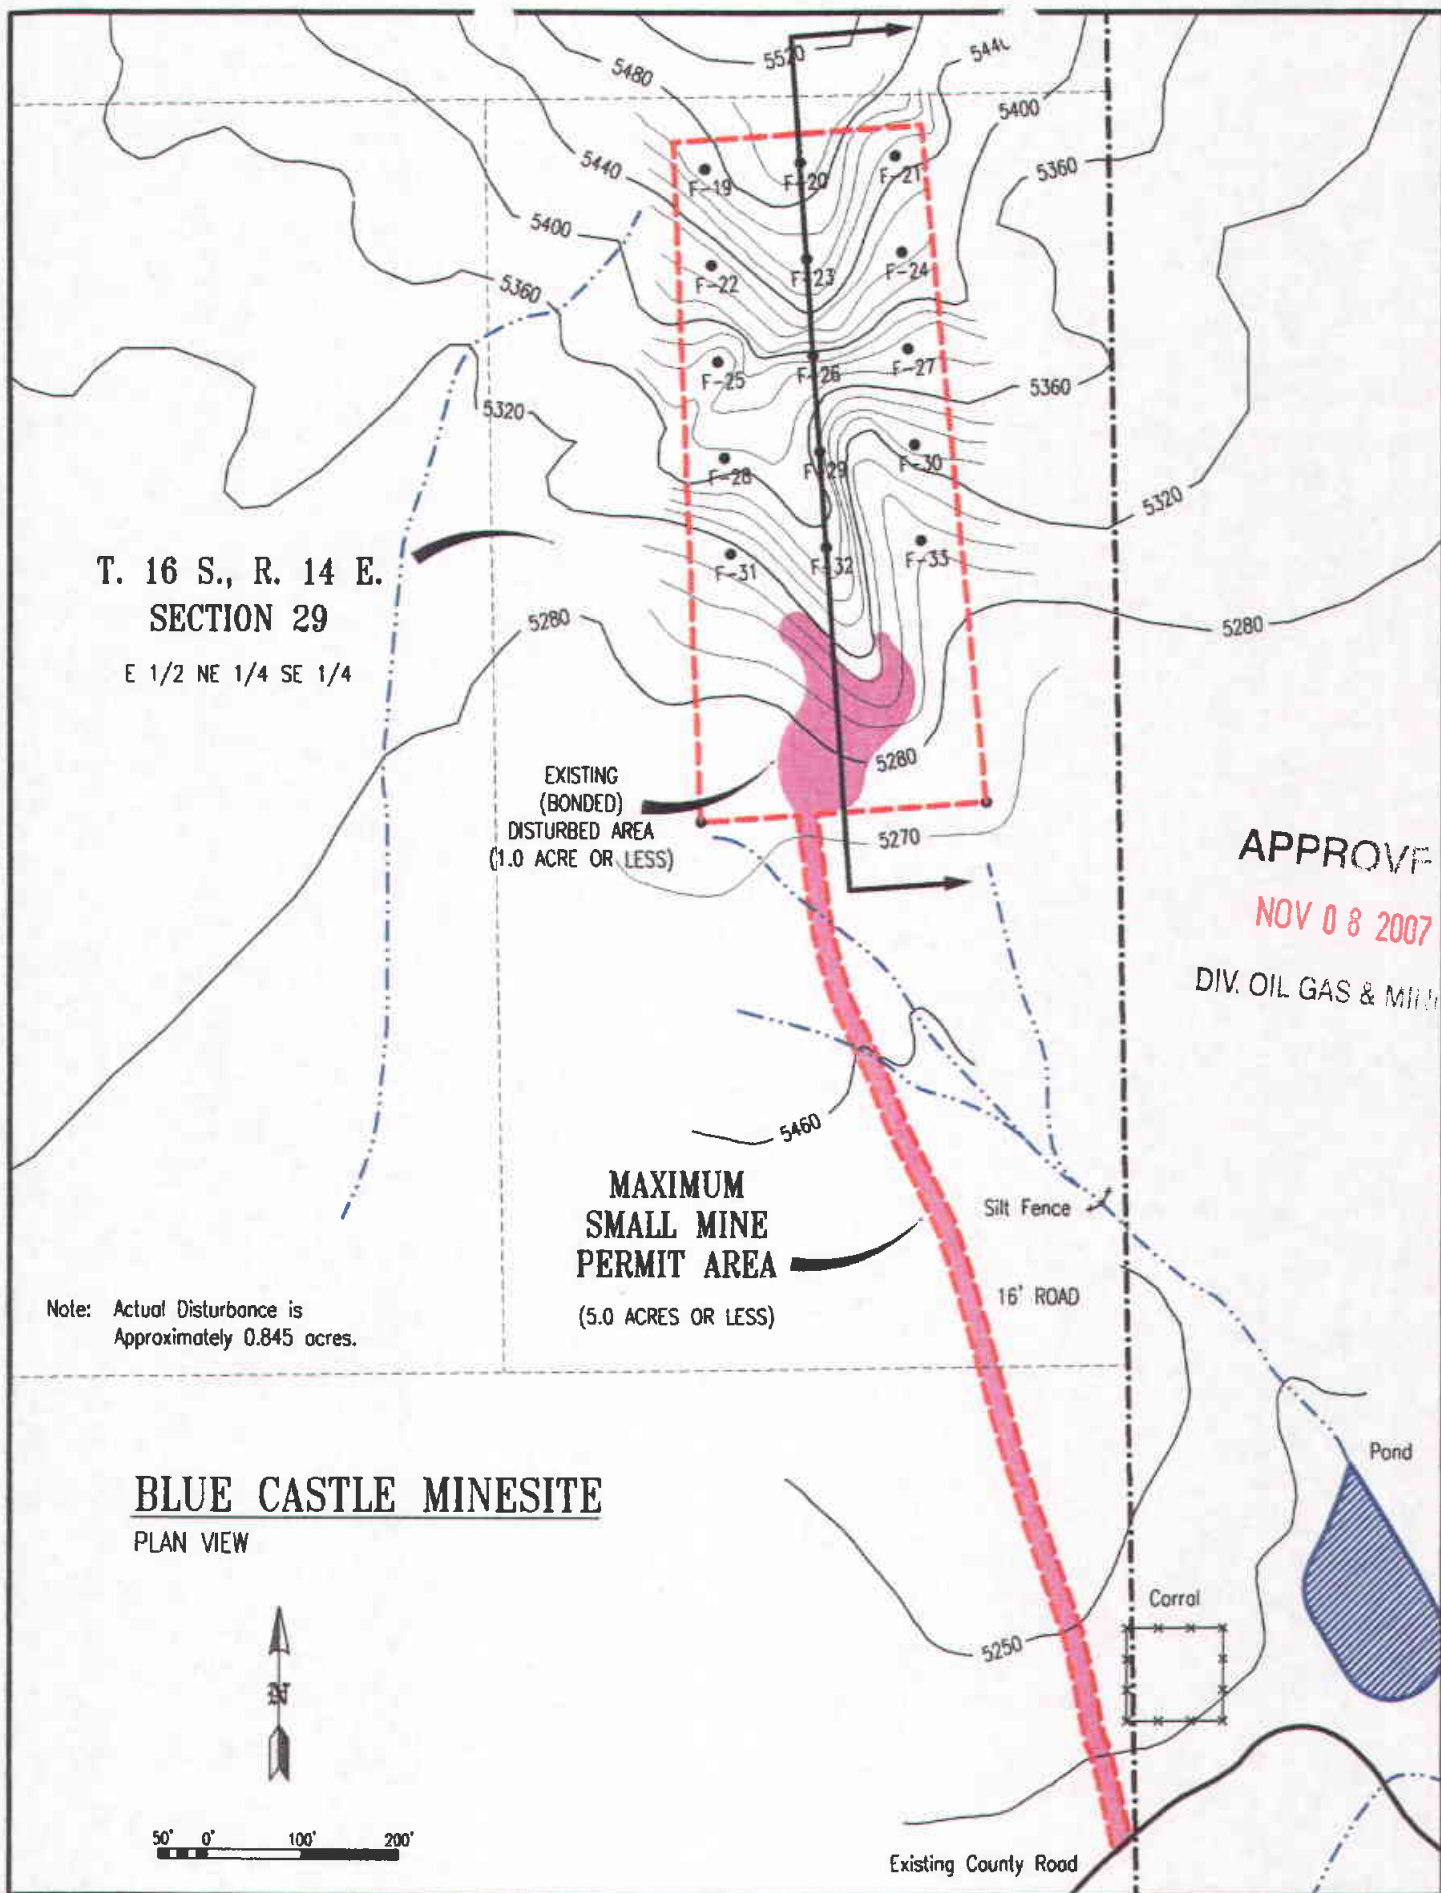 5520
5440
5480
5400
5440
5360
F-19
F-20
F-21
5400
F-22
F-23
F-24
5360
F-25
F-26
F-27
5360
5320
F-28
F-29
F-30
5320
T. 16 S., R. 14 E.
SECTION 29
E 1/2 NE 1/4 SE 1/4
F-31
F-32
F-33
5280
5280
5280
EXISTING
(BONDED)
DISTURBED AREA
(1.0 ACRE OR LESS)
5270
APPROVE
NOV 08 2007
DIV. OIL GAS & MINI
5460
MAXIMUM
SMALL MINE
PERMIT AREA
(5.0 ACRES OR LESS)
Silt Fence
16' ROAD
Note: Actual Disturbance is
Approximately 0.845 acres.
BLUE CASTLE MINESITE
PLAN VIEW
Pond
Corral
5250
N
50' 0' 100' 200'
Existing County Road